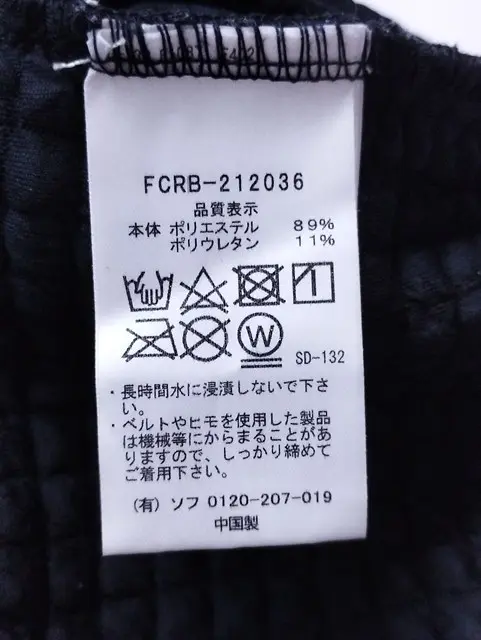 FCRB-212036
品質表示
本体 ポリエステル 89%
ポリウレタン 11%
W
SD-132
・長時間水に浸漬しないで下さ
い。
・ベルトやヒモを使用した製品
は機械等にからまることがあ
りますので、しっかり締めて
ご着用下さい。
(有) ソフ 0120-207-019
中国製